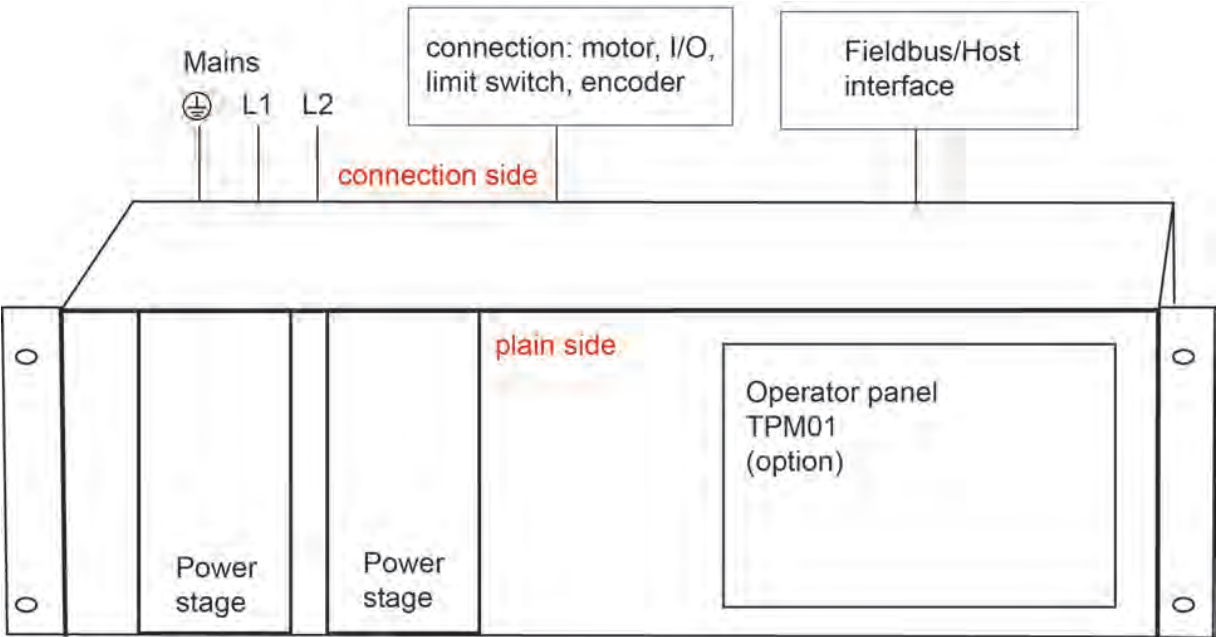 connection: motor, I/O,
limit switch, encoder
Fieldbus/Host
interface
Mains
L1 L2
connection side
plain side
Operator panel
TPM01
(option)
Power
stage
Power
stage